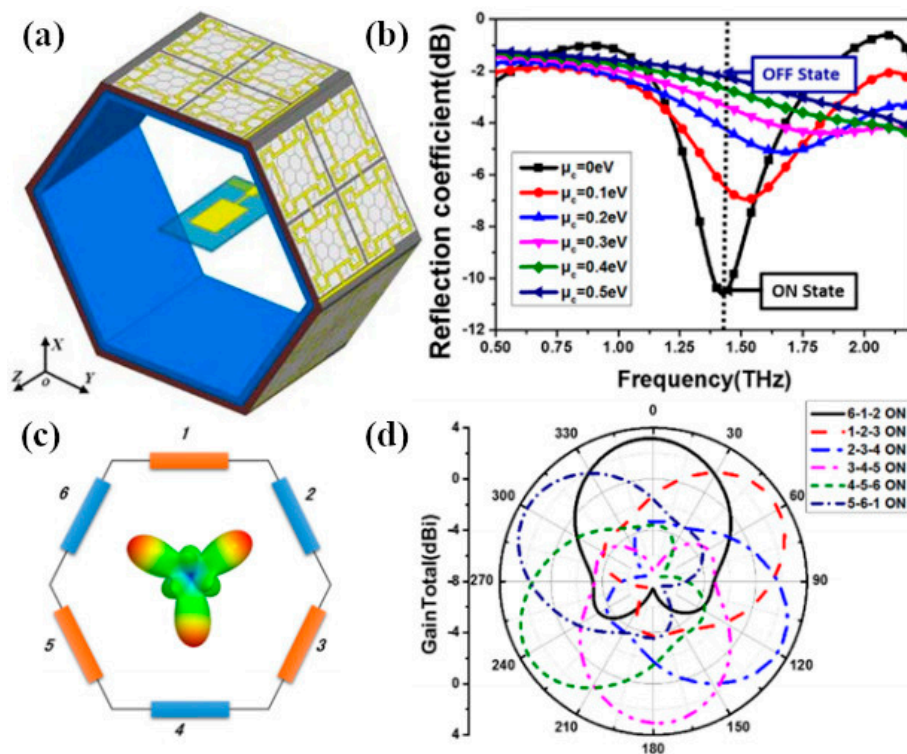 (a)
X
Z
o
Y
(b)
Reflection coefficient(dB)
0
-2
-4
-6
-8
-10
-12
OFF State
μc=0eV
μc=0.1eV
μc=0.2eV
μc=0.3eV
μc=0.4eV
μc=0.5eV
ON State
0.50 0.75 1.00 1.25 1.50 1.75 2.00
Frequency(THz)
(c)
1
6
2
5
3
4
(d)
GainTotal(dBi)
4
0
-4
-8
-4
0
4
0
330
30
300
60
270
90
240
120
210
150
180
6-1-2 ON
1-2-3 ON
2-3-4 ON
3-4-5 ON
4-5-6 ON
5-6-1 ON